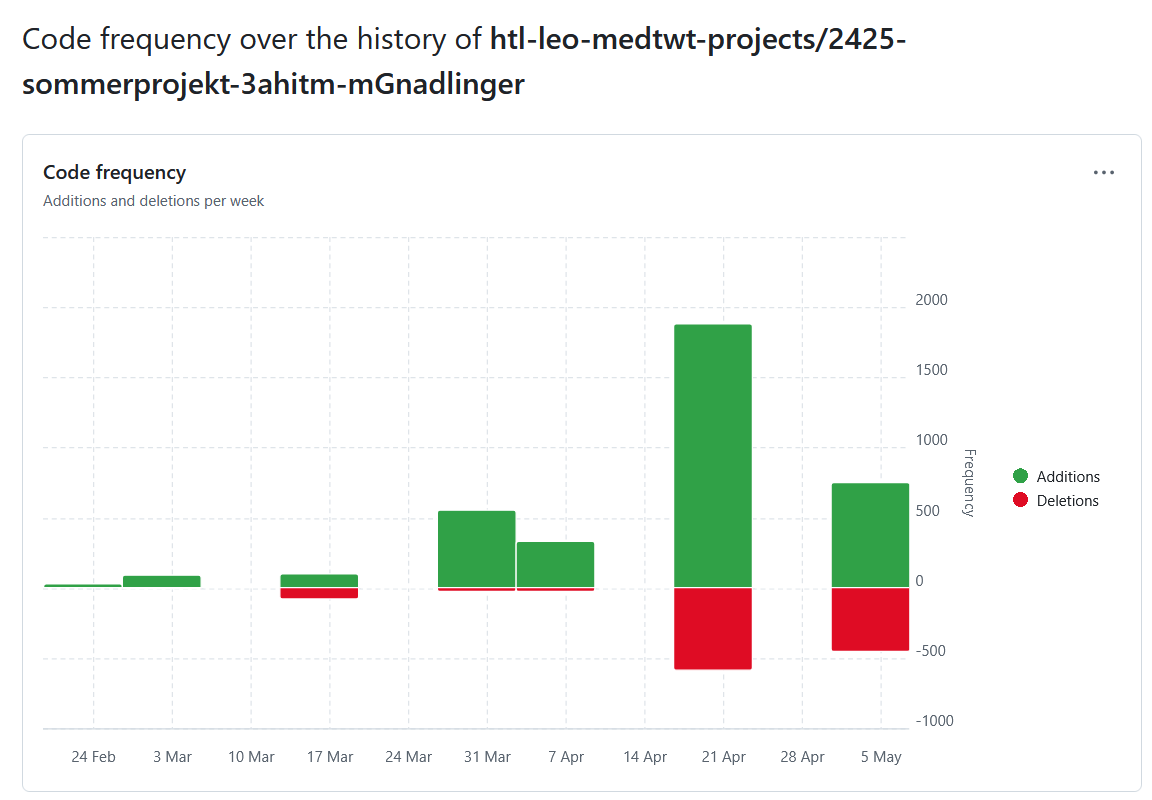 Code frequency over the history of htl-leo-medtwt-projects/2425-
sommerprojekt-3ahitm-mGnadlinger
Code frequency
Additions and deletions per week
2000
1500
1000
500
0
-500
-1000
Frequency
Additions
Deletions
24 Feb
3 Mar
10 Mar
17 Mar
24 Mar
31 Mar
7 Apr
14 Apr
21 Apr
28 Apr
5 May